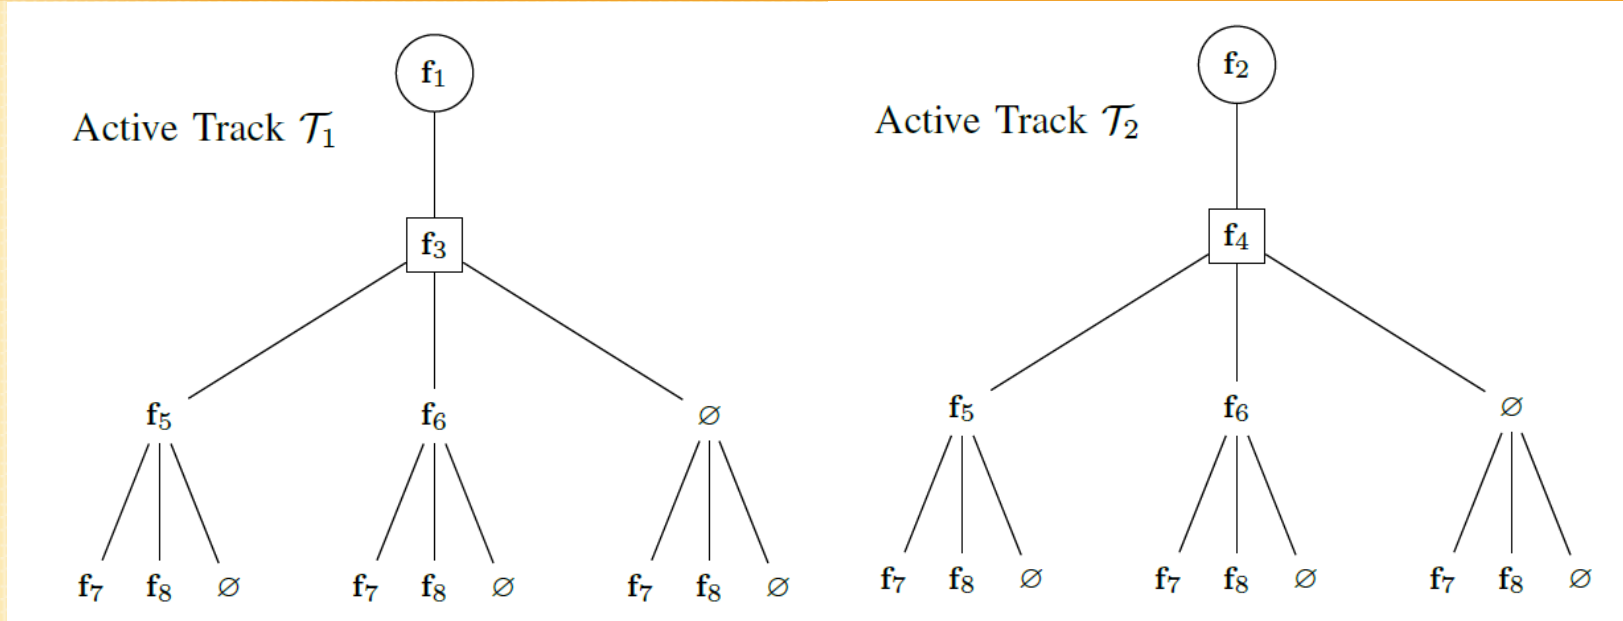 f₁
Active Track 𝒯₁
f₃
f₅ f₆ ∅
f₇ f₈ ∅ f₇ f₈ ∅ f₇ f₈ ∅
f₂
Active Track 𝒯₂
f₄
f₅ f₆ ∅
f₇ f₈ ∅ f₇ f₈ ∅ f₇ f₈ ∅